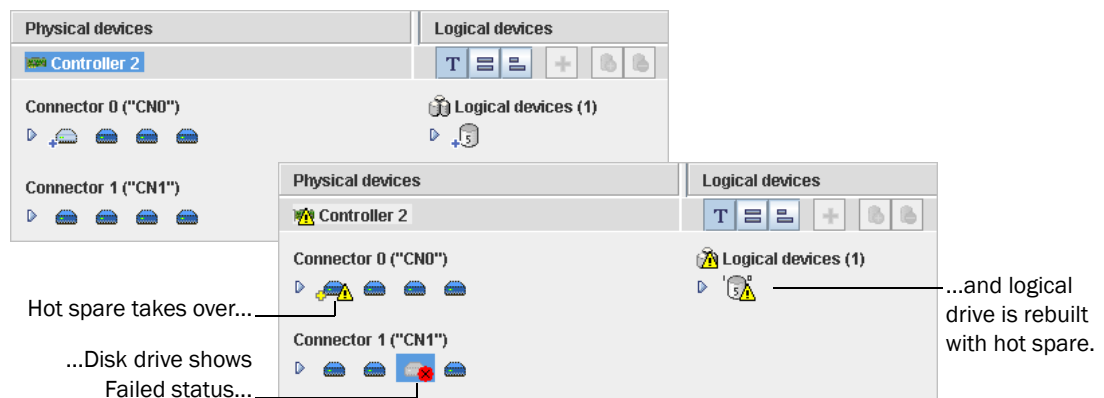 Physical devices
Logical devices
Controller 2
T
Connector 0 ("CN0")
Logical devices (1)
5
Connector 1 ("CN1")
Physical devices
Logical devices
Controller 2
T
Connector 0 ("CN0")
Logical devices (1)
5
Connector 1 ("CN1")
Hot spare takes over...
...Disk drive shows
Failed status...
...and logical
drive is rebuilt
with hot spare.